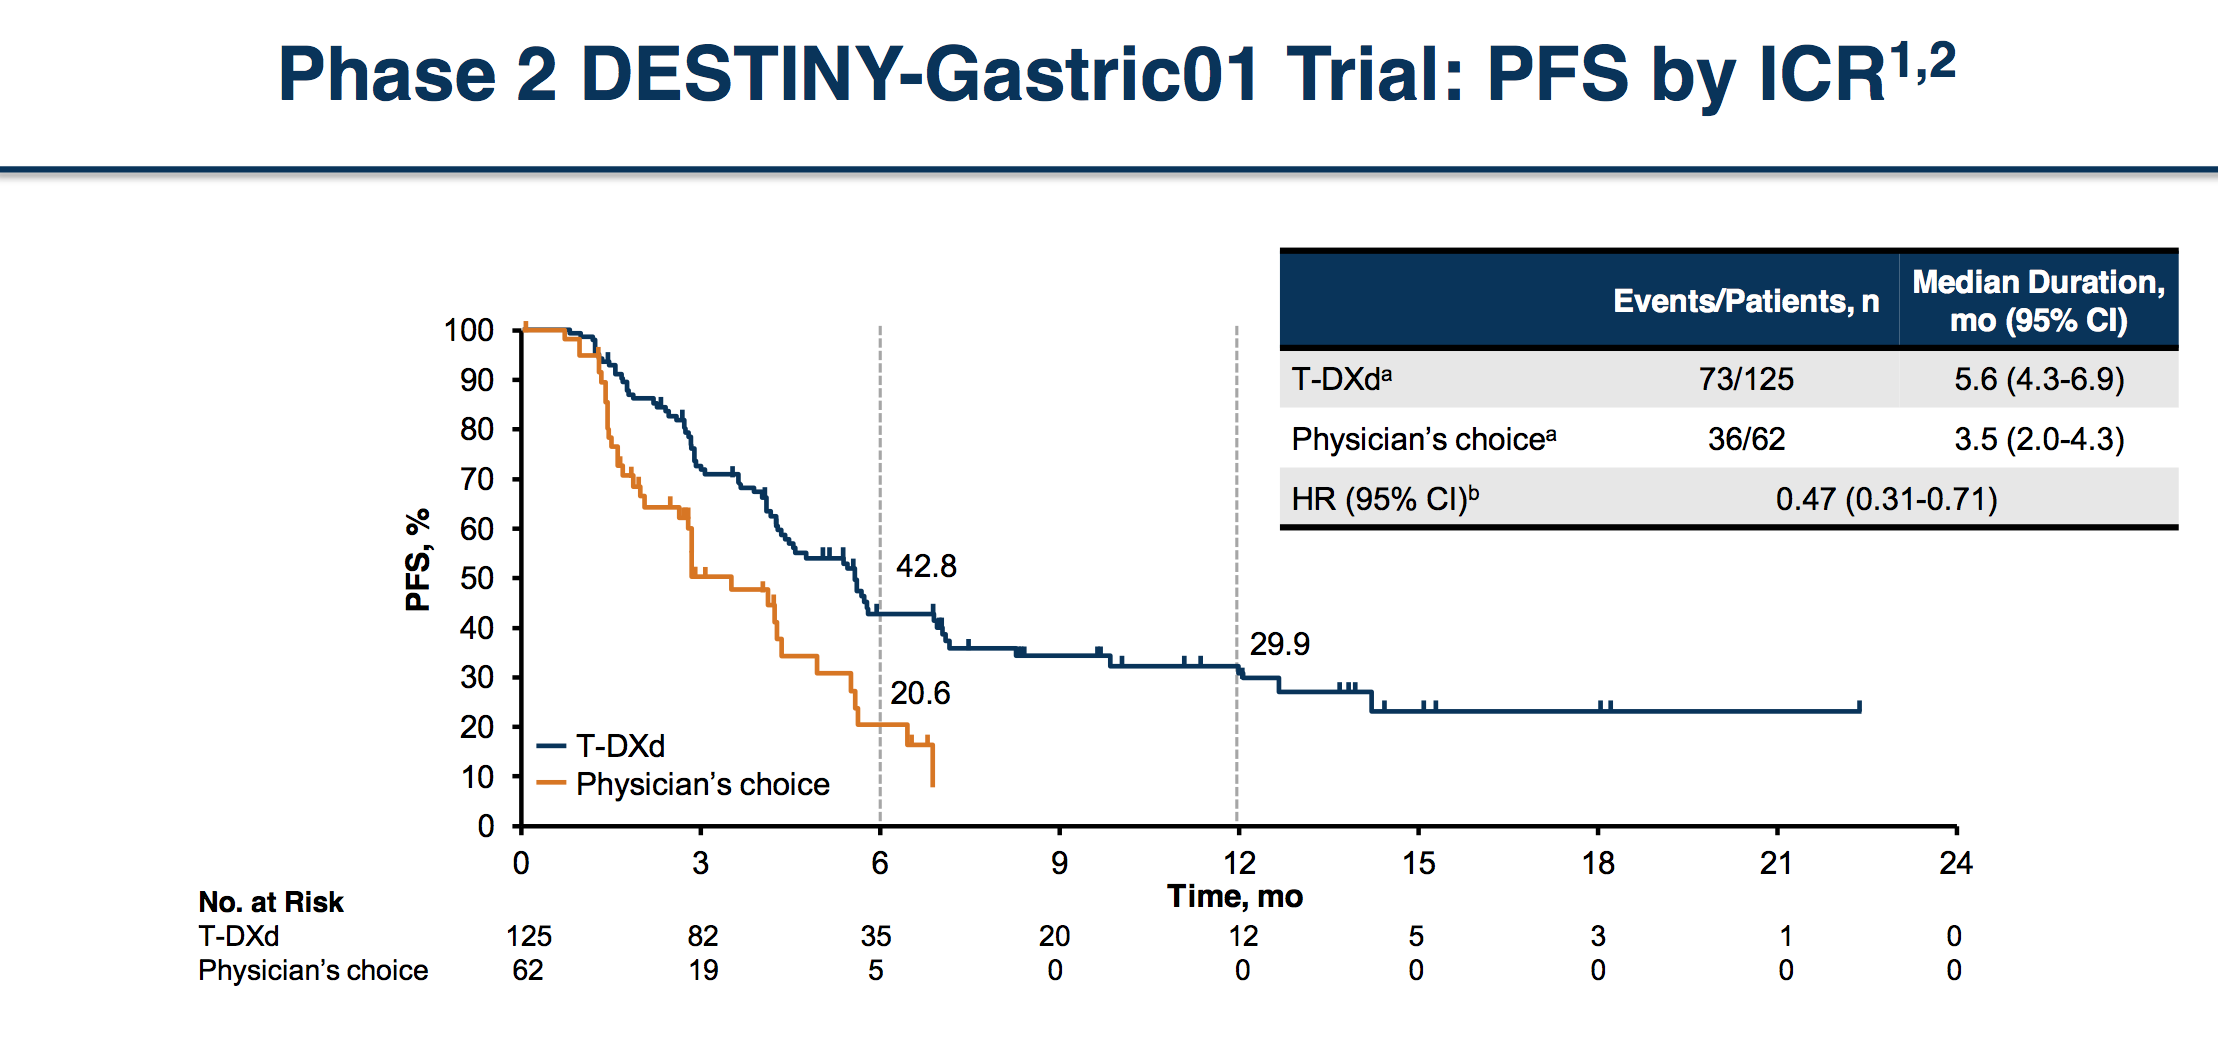 Phase 2 DESTINY-Gastric01 Trial: PFS by ICR1,2
Events/Patients, n
Median Duration,
mo (95% CI)
T-DXda 73/125 5.6 (4.3-6.9)
Physician’s choicea 36/62 3.5 (2.0-4.3)
HR (95% CI)b 0.47 (0.31-0.71)
PFS, %
100
90
80
70
60
50
40
30
20
10
0
42.8
29.9
20.6
T-DXd
Physician’s choice
0 3 6 9 12 15 18 21 24
Time, mo
No. at Risk
T-DXd 125 82 35 20 12 5 3 1 0
Physician’s choice 62 19 5 0 0 0 0 0 0